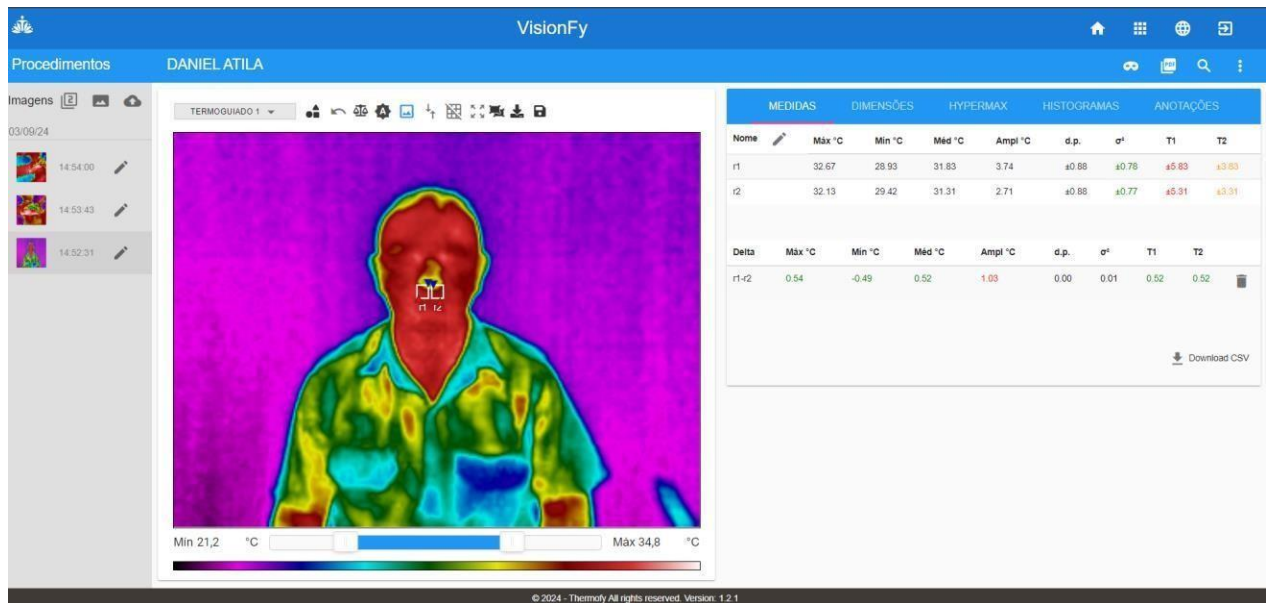 VisionFy
Procedimentos
DANIEL ATILA
Imagens
03/09/24
14:54:00
14:53:43
14:52:31
TERMOGUIADO 1
r1 r2
Min 21,2 °C
Máx 34,8 °C
MEDIDAS DIMENSÕES HYPERMAX HISTOGRAMAS ANOTAÇÕES
Nome Máx °C Min °C Méd °C Ampl °C d.p. σ² T1 T2
r1 32.67 28.93 31.83 3.74 ±0.88 ±0.78 ±5.83 ±3.83
r2 32.13 29.42 31.31 2.71 ±0.88 ±0.77 ±5.31 ±3.31
Delta Máx °C Min °C Méd °C Ampl °C d.p. σ² T1 T2
r1-r2 0.54 -0.49 0.52 1.03 0.00 0.01 0.52 0.52
Download CSV
© 2024 - Thermofy All rights reserved. Version: 1.2.1